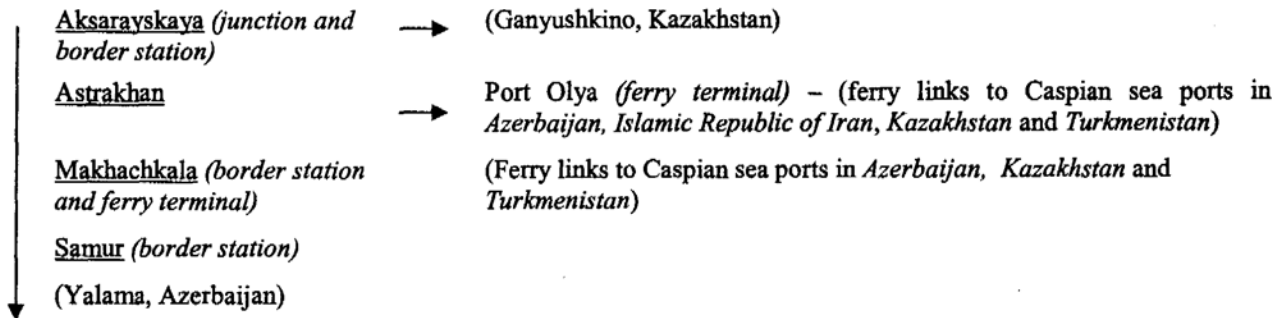 Aksarayskaya (junction and
border station)
(Ganyushkino, Kazakhstan)
Astrakhan
Port Olya (ferry terminal) – (ferry links to Caspian sea ports in
Azerbaijan, Islamic Republic of Iran, Kazakhstan and Turkmenistan)
Makhachkala (border station
and ferry terminal)
(Ferry links to Caspian sea ports in Azerbaijan, Kazakhstan and
Turkmenistan)
Samur (border station)
(Yalama, Azerbaijan)